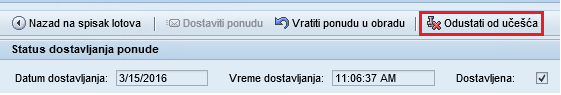 Nazad na spisak lotova Dostaviti ponudu Vratiti ponudu u obradu Odustati od učešća
Status dostavljanja ponude
Datum dostavljanja: 3/15/2016 Vreme dostavljanja: 11:06:37 AM Dostavljena: